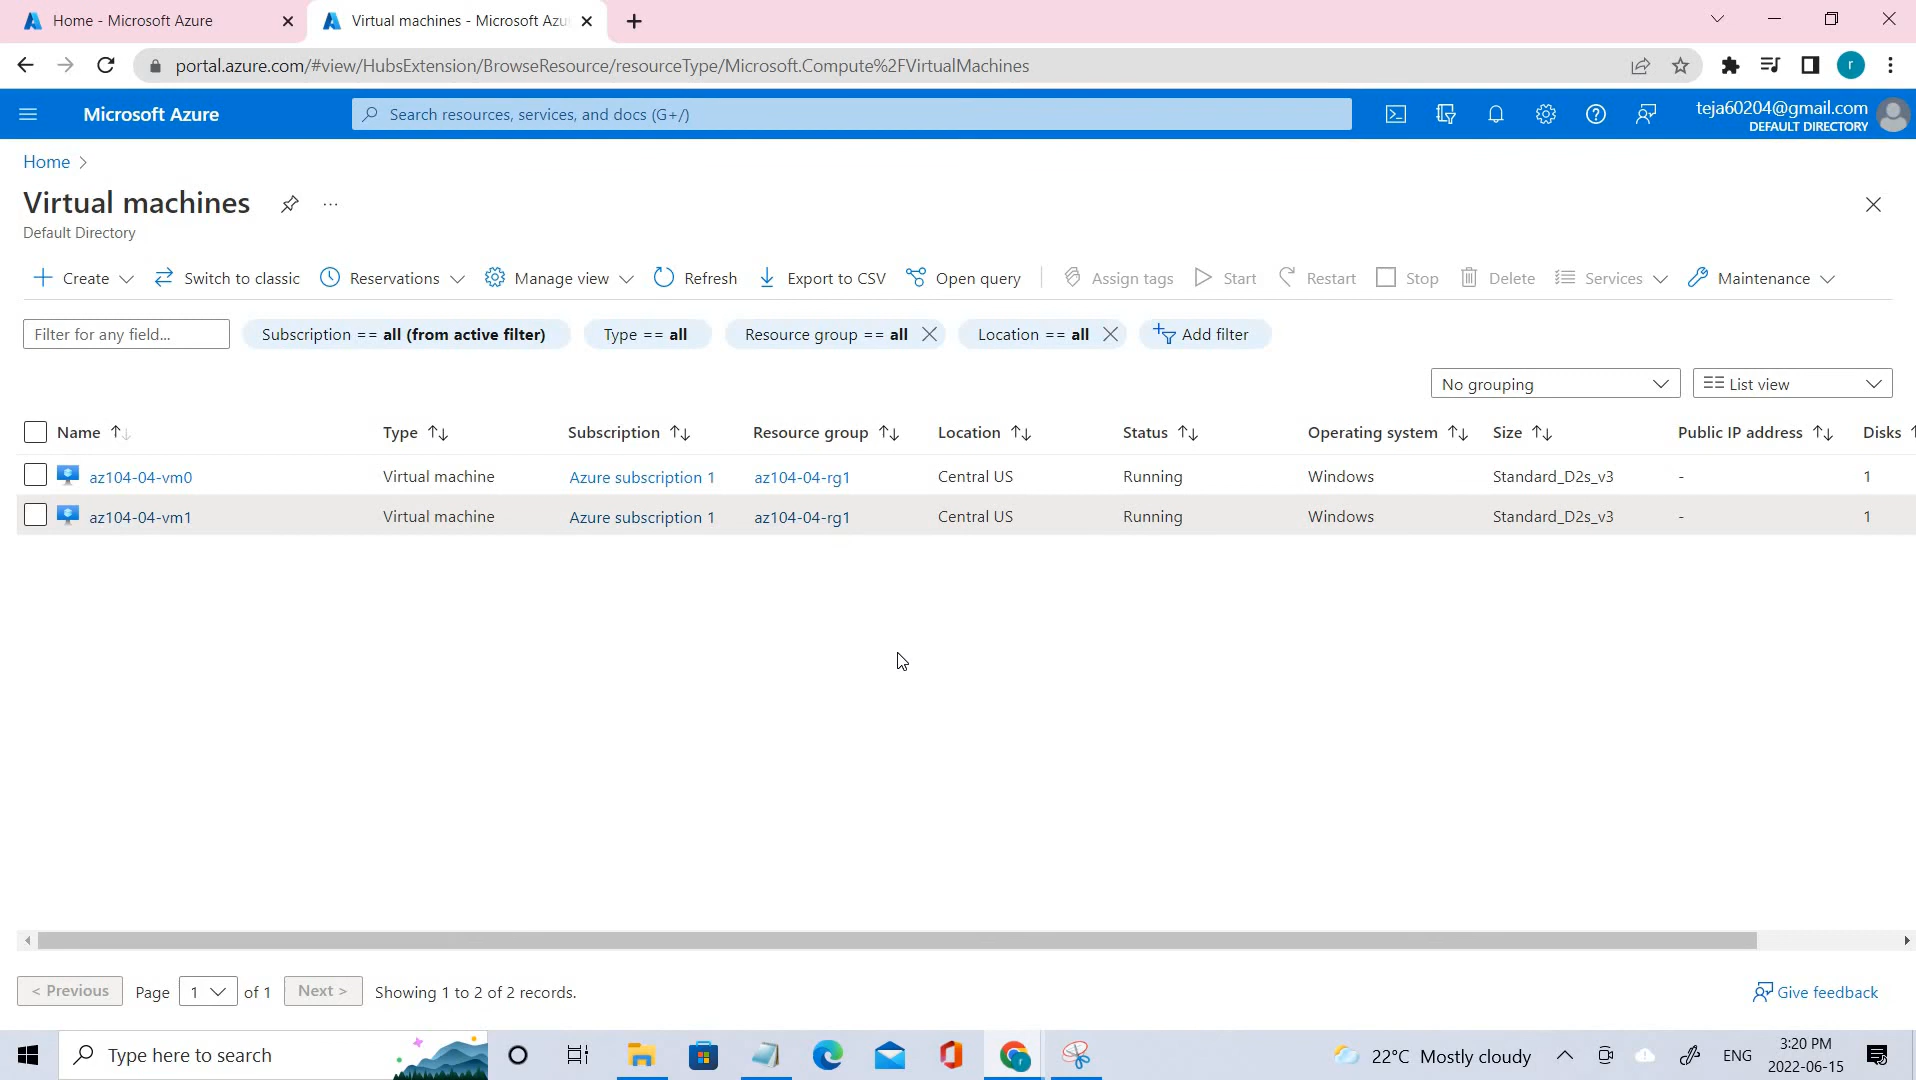 Home - Microsoft Azure
Virtual machines - Microsoft Azu
portal.azure.com/#view/HubsExtension/BrowseResource/resourceType/Microsoft.Compute%2FVirtualMachines
r
Microsoft Azure
Search resources, services, and docs (G+/)
teja60204@gmail.com
DEFAULT DIRECTORY
Home
Virtual machines
Default Directory
Create Switch to classic Reservations Manage view Refresh Export to CSV Open query Assign tags Start Restart Stop Delete Services Maintenance
Filter for any field... Subscription == all (from active filter) Type == all Resource group == all Location == all Add filter
No grouping List view
Name Type Subscription Resource group Location Status Operating system Size Public IP address Disks
az104-04-vm0 Virtual machine Azure subscription 1 az104-04-rg1 Central US Running Windows Standard_D2s_v3 - 1
az104-04-vm1 Virtual machine Azure subscription 1 az104-04-rg1 Central US Running Windows Standard_D2s_v3 - 1
< Previous Page 1 of 1 Next > Showing 1 to 2 of 2 records. Give feedback
Type here to search 22°C Mostly cloudy ENG 3:20 PM
2022-06-15